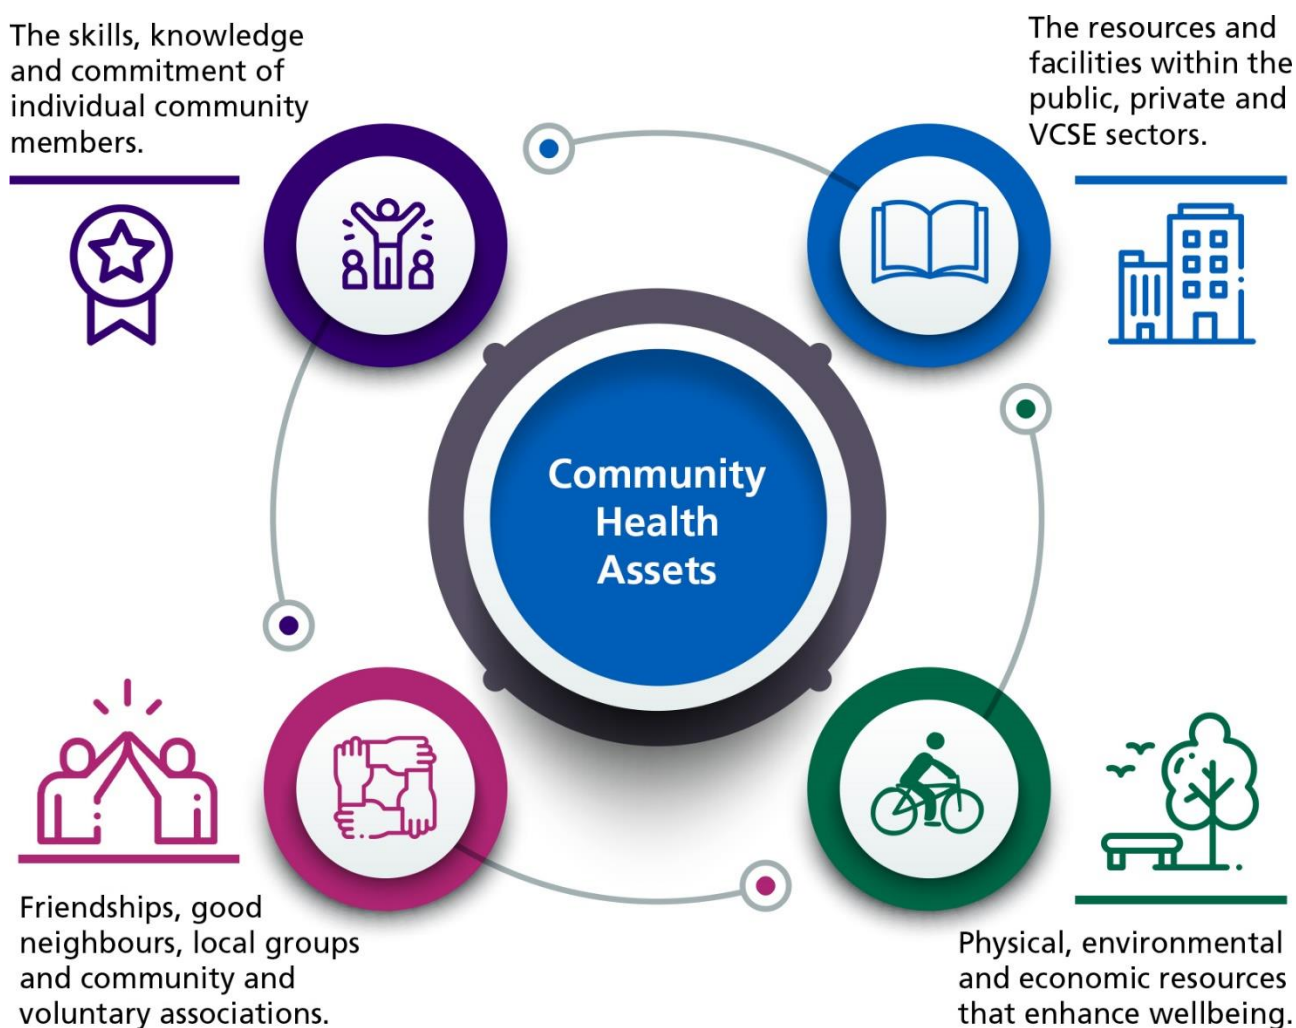 The skills, knowledge
and commitment of
individual community
members.
The resources and
facilities within the
public, private and
VCSE sectors.
Community
Health
Assets
Friendships, good
neighbours, local groups
and community and
voluntary associations.
Physical, environmental
and economic resources
that enhance wellbeing.